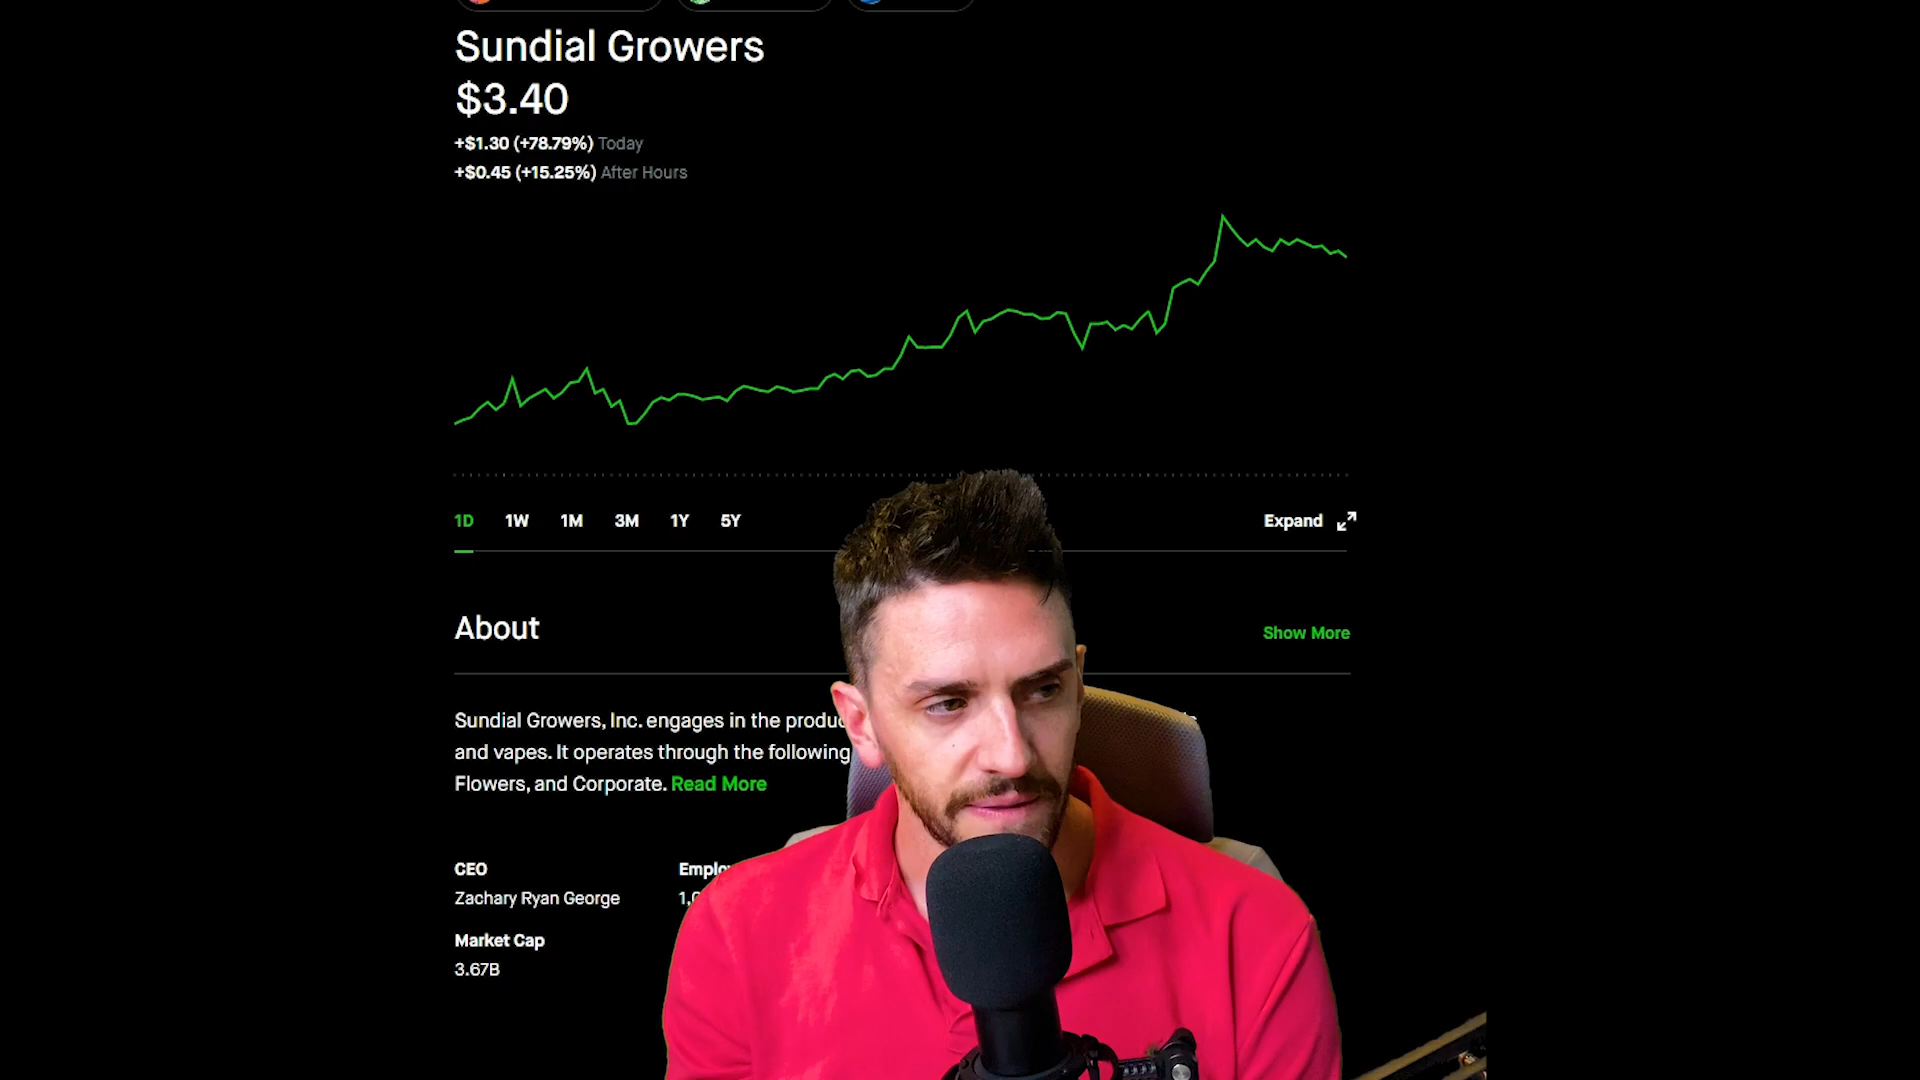 Sundial Growers
$3.40
+$1.30 (+78.79%) Today
+$0.45 (+15.25%) After Hours
1D 1W 1M 3M 1Y 5Y Expand
About Show More
Sundial Growers, Inc. engages in the
and vapes. It operates through the following
Flowers, and Corporate. Read More
CEO
Zachary Ryan George
Market Cap
3.67B